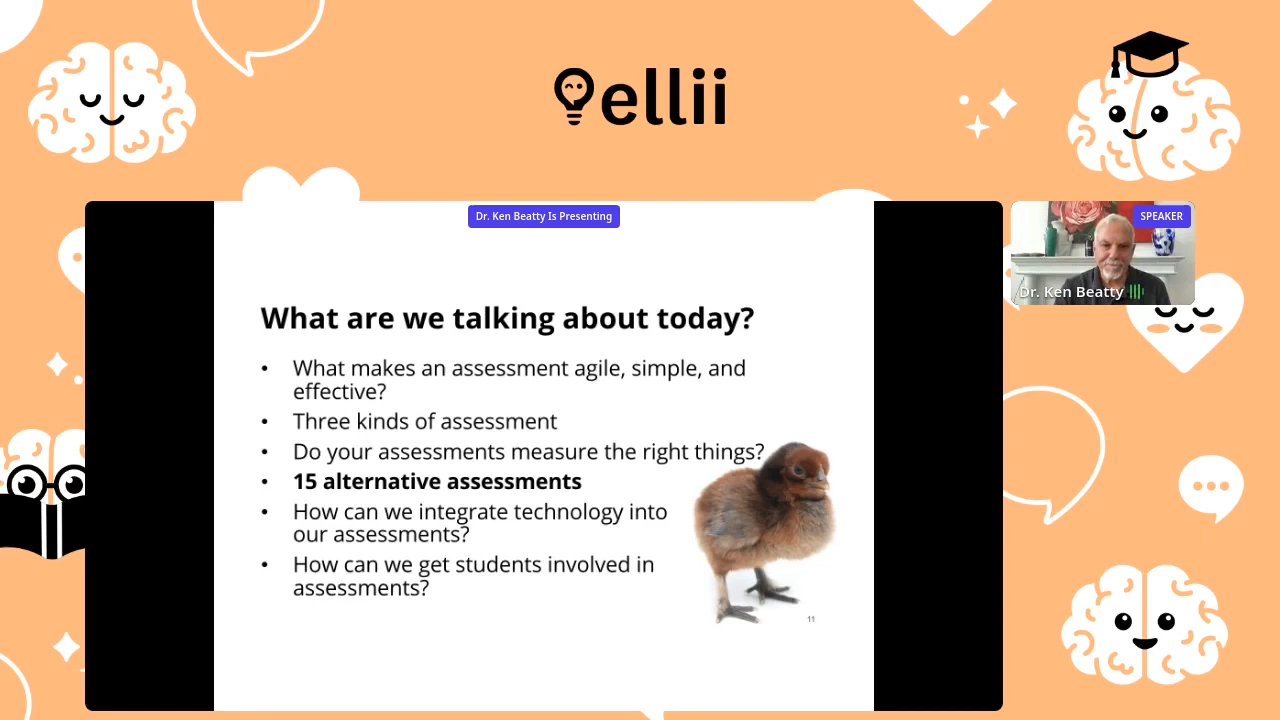 ellii
Dr. Ken Beatty Is Presenting
SPEAKER
Dr. Ken Beatty
What are we talking about today?
• What makes an assessment agile, simple, and
effective?
• Three kinds of assessment
• Do your assessments measure the right things?
• 15 alternative assessments
• How can we integrate technology into
our assessments?
• How can we get students involved in
assessments?
11